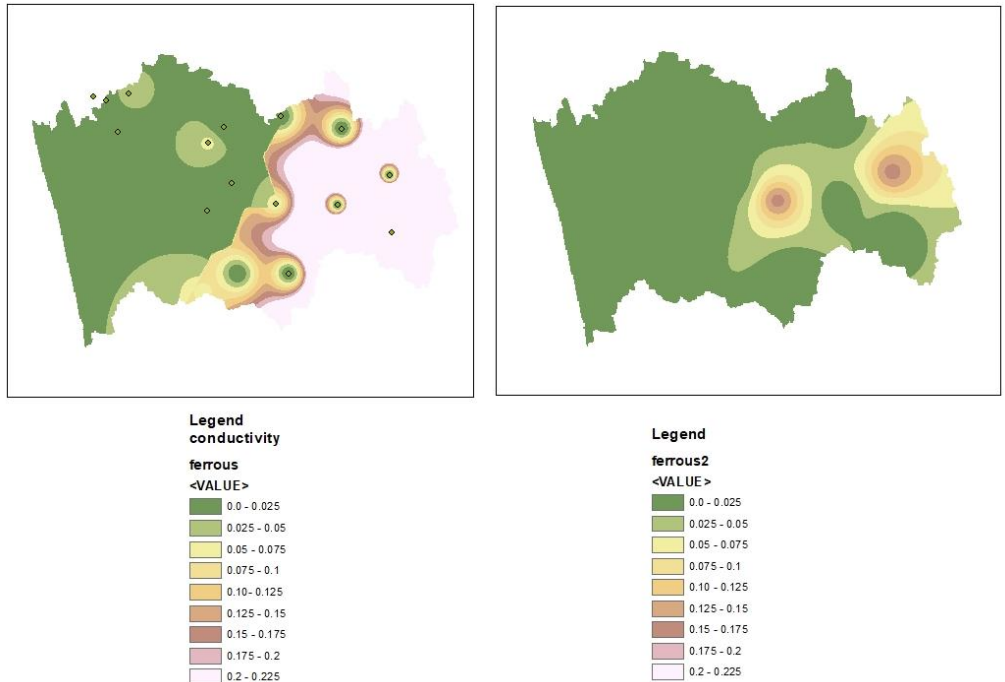 Legend
conductivity
ferrous
<VALUE>
0.0 - 0.025
0.025 - 0.05
0.05 - 0.075
0.075 - 0.1
0.10- 0.125
0.125 - 0.15
0.15 - 0.175
0.175 - 0.2
0.2 - 0.225
Legend
ferrous2
<VALUE>
0.0 - 0.025
0.025 - 0.05
0.05 - 0.075
0.075 - 0.1
0.10 - 0.125
0.125 - 0.15
0.15 - 0.175
0.175 - 0.2
0.2 - 0.225